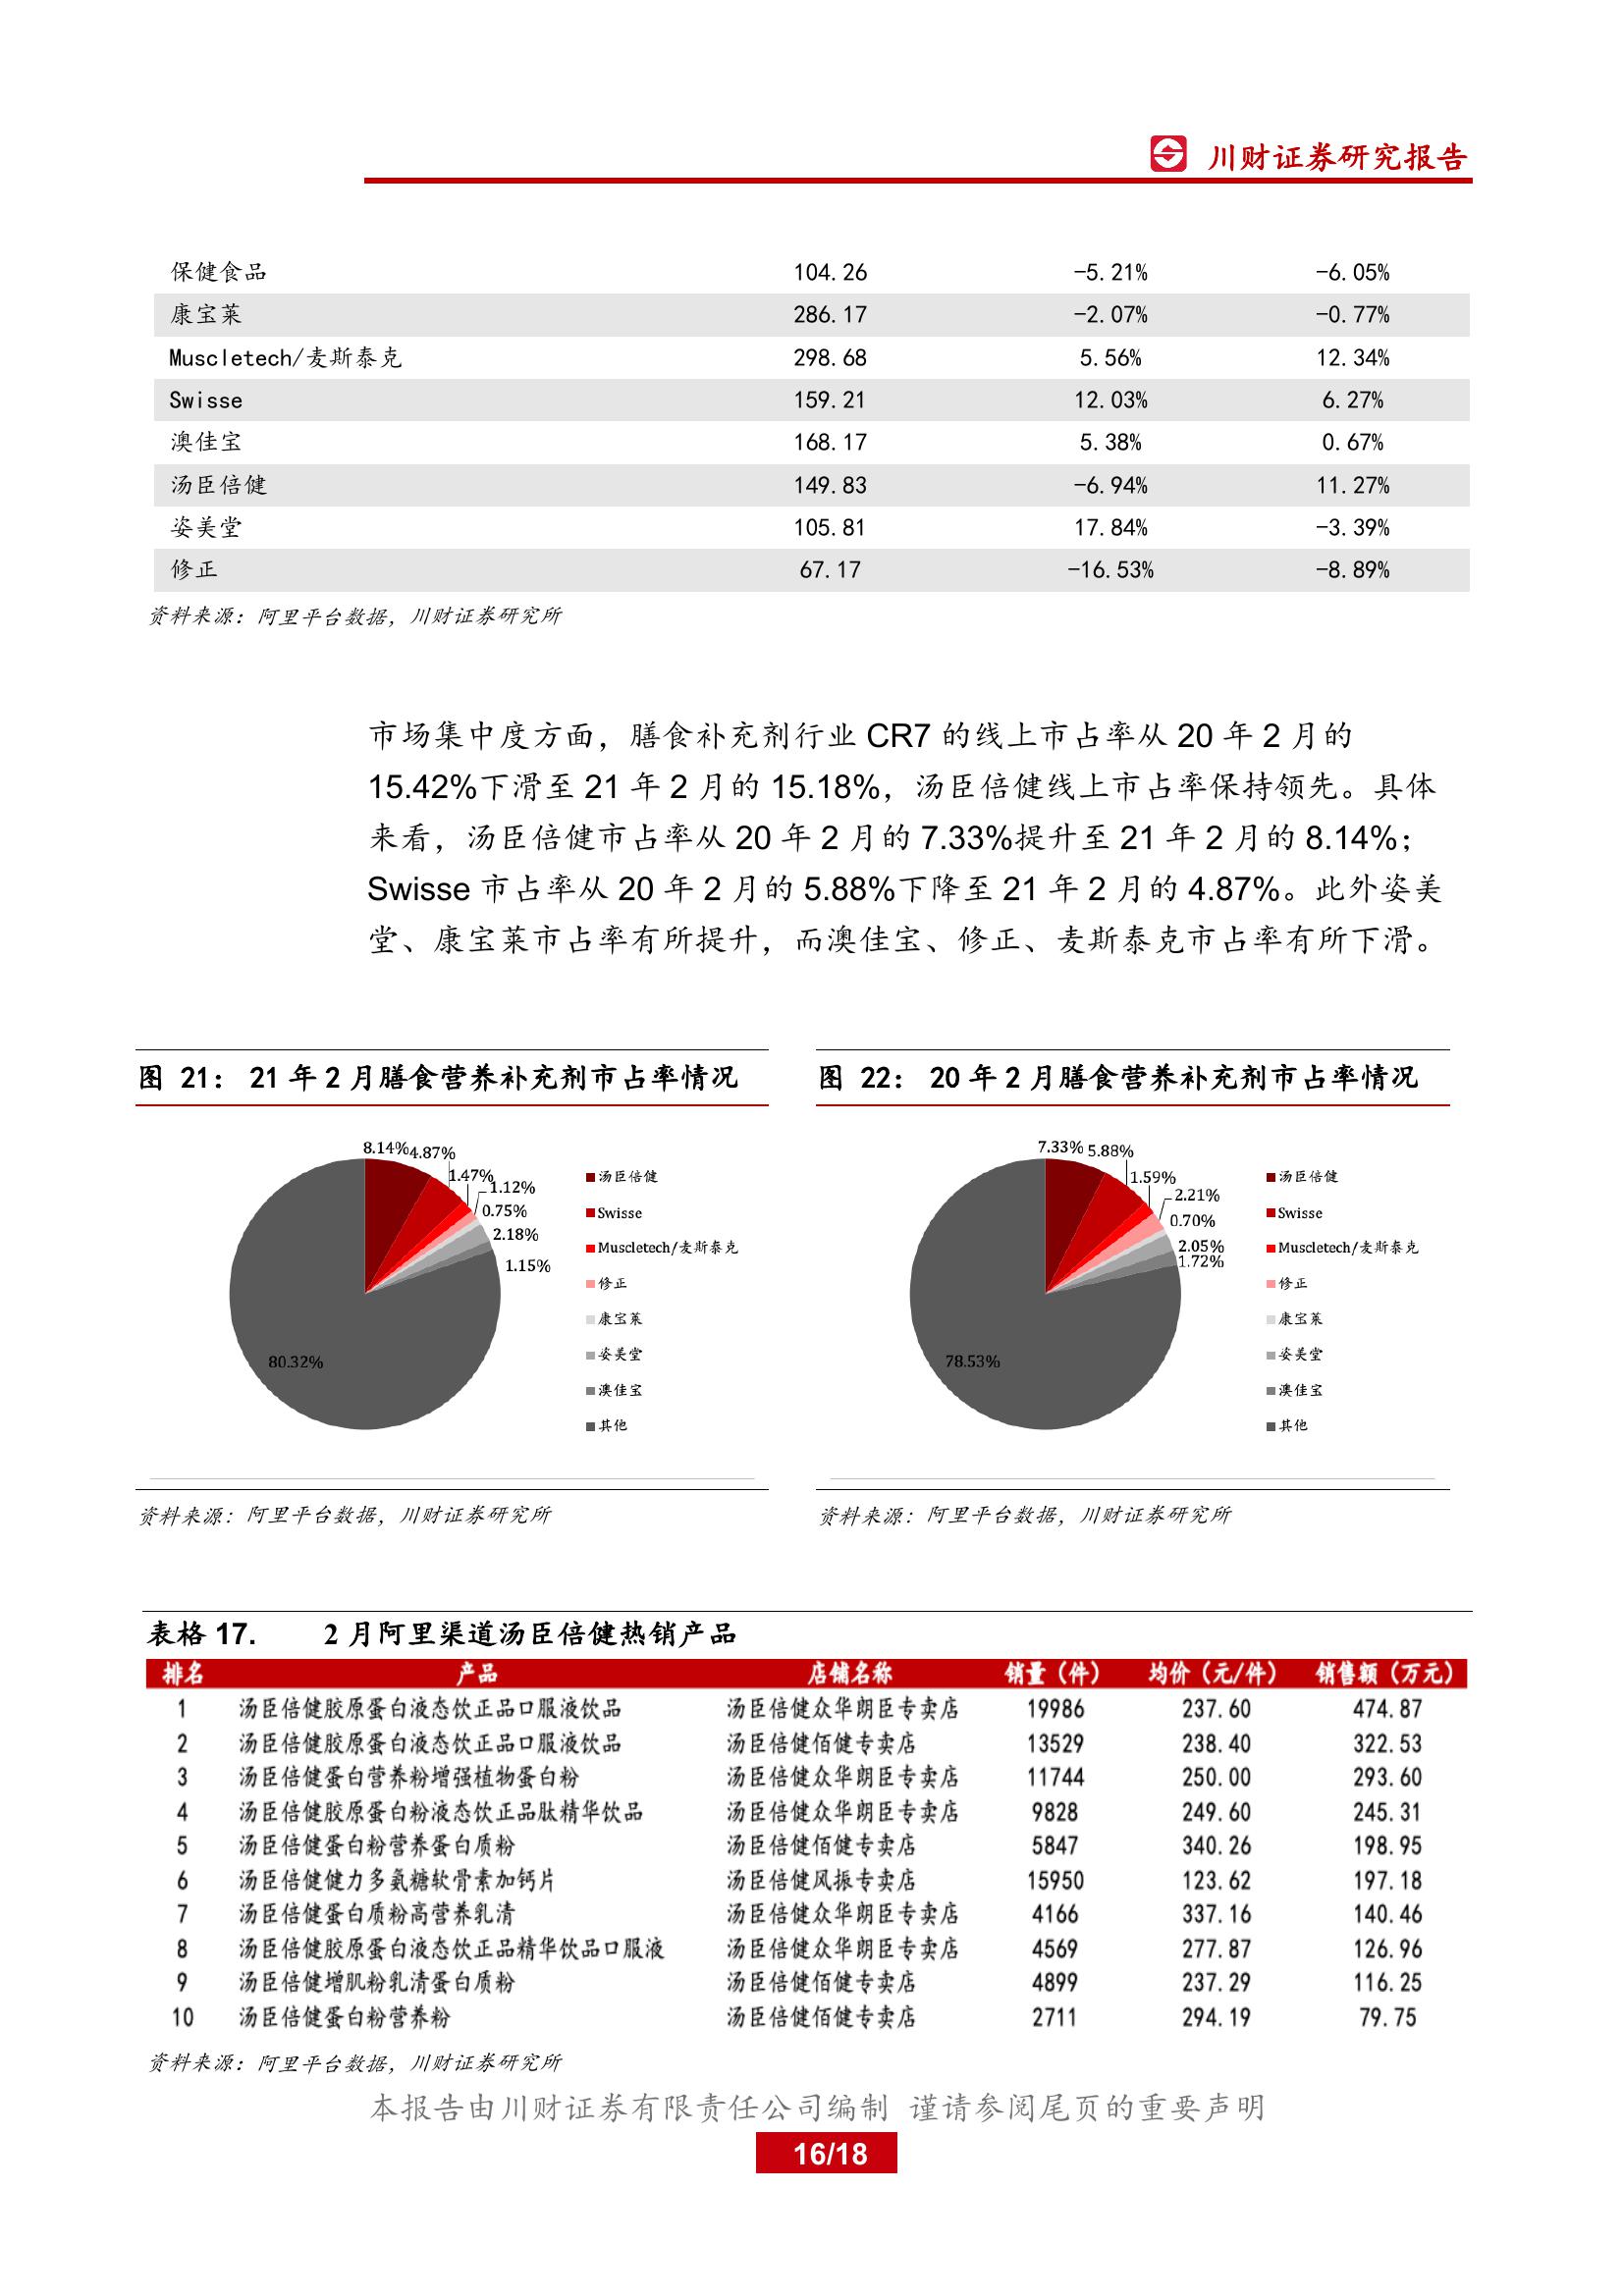 川财证券研究报告
保健食品 104.26 -5.21% -6.05%
康宝莱 286.17 -2.07% -0.77%
Muscletech/麦斯泰克 298.68 5.56% 12.34%
Swisse 159.21 12.03% 6.27%
澳佳宝 168.17 5.38% 0.67%
汤臣倍健 149.83 -6.94% 11.27%
姿美堂 105.81 17.84% -3.39%
修正 67.17 -16.53% -8.89%
资料来源：阿里平台数据，川财证券研究所
市场集中度方面，膳食补充剂行业 CR7 的线上市占率从 20 年 2 月的
15.42%下滑至 21 年 2 月的 15.18%，汤臣倍健线上市占率保持领先。具体
来看，汤臣倍健市占率从 20 年 2 月的 7.33%提升至 21 年 2 月的 8.14%；
Swisse 市占率从 20 年 2 月的 5.88%下降至 21 年 2 月的 4.87%。此外姿美
堂、康宝莱市占率有所提升，而澳佳宝、修正、麦斯泰克市占率有所下滑。
图 21： 21 年 2 月膳食营养补充剂市占率情况
8.14%
4.87%
1.47%
1.12%
0.75%
2.18%
1.15%
80.32%
汤臣倍健
Swisse
Muscletech/麦斯泰克
修正
康宝莱
姿美堂
澳佳宝
其他
资料来源：阿里平台数据，川财证券研究所
图 22： 20 年 2 月膳食营养补充剂市占率情况
7.33%
5.88%
1.59%
2.21%
0.70%
2.05%
1.72%
78.53%
汤臣倍健
Swisse
Muscletech/麦斯泰克
修正
康宝莱
姿美堂
澳佳宝
其他
资料来源：阿里平台数据，川财证券研究所
表格 17. 2 月阿里渠道汤臣倍健热销产品
排名 产品 店铺名称 销量（件） 均价（元/件） 销售额（万元）
1 汤臣倍健胶原蛋白液态饮正品口服液饮品 汤臣倍健众华朗臣专卖店 19986 237.60 474.87
2 汤臣倍健胶原蛋白液态饮正品口服液饮品 汤臣倍健佰健专卖店 13529 238.40 322.53
3 汤臣倍健蛋白营养粉增强植物蛋白粉 汤臣倍健众华朗臣专卖店 11744 250.00 293.60
4 汤臣倍健胶原蛋白粉液态饮正品肽精华饮品 汤臣倍健众华朗臣专卖店 9828 249.60 245.31
5 汤臣倍健蛋白粉营养蛋白质粉 汤臣倍健佰健专卖店 5847 340.26 198.95
6 汤臣倍健健力多氨糖软骨素加钙片 汤臣倍健风振专卖店 15950 123.62 197.18
7 汤臣倍健蛋白质粉高营养乳清 汤臣倍健众华朗臣专卖店 4166 337.16 140.46
8 汤臣倍健胶原蛋白液态饮正品精华饮品口服液 汤臣倍健众华朗臣专卖店 4569 277.87 126.96
9 汤臣倍健增肌粉乳清蛋白质粉 汤臣倍健佰健专卖店 4899 237.29 116.25
10 汤臣倍健蛋白粉营养粉 汤臣倍健佰健专卖店 2711 294.19 79.75
资料来源：阿里平台数据，川财证券研究所
本报告由川财证券有限责任公司编制 谨请参阅尾页的重要声明
16/18